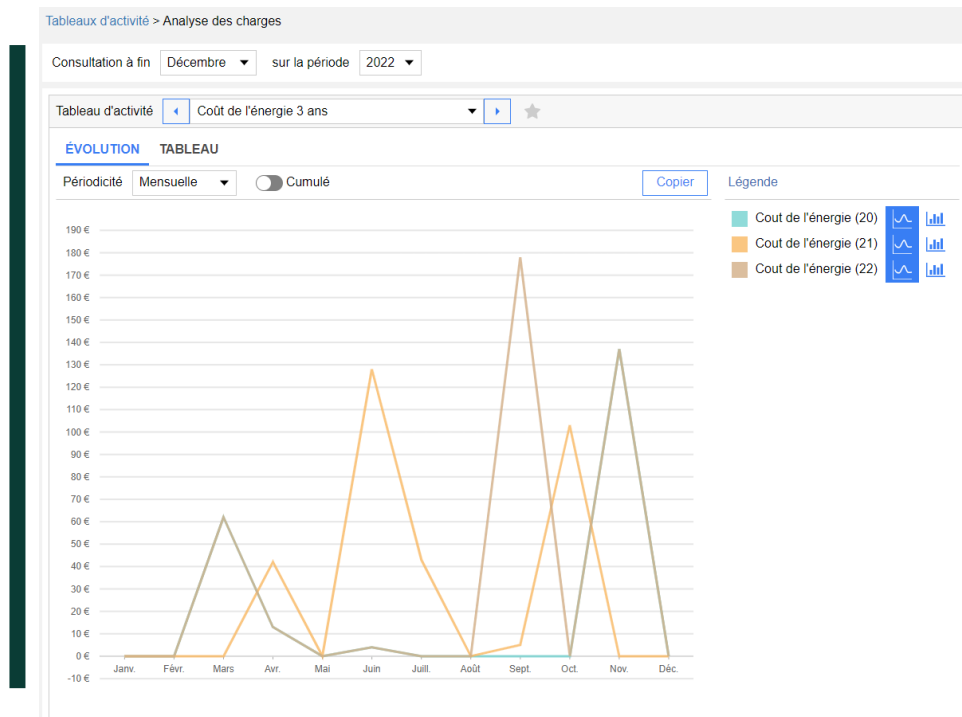 Tableaux d'activité > Analyse des charges
Consultation à fin Décembre sur la période 2022
Tableau d'activité Coût de l'énergie 3 ans
ÉVOLUTION TABLEAU
Périodicité Mensuelle Cumulé Copier Légende
Cout de l'énergie (20)
Cout de l'énergie (21)
Cout de l'énergie (22)
190 €
180 €
170 €
160 €
150 €
140 €
130 €
120 €
110 €
100 €
90 €
80 €
70 €
60 €
50 €
40 €
30 €
20 €
10 €
0 €
Janv. Févr. Mars Avr. Mai Juin Juill. Août Sept. Oct. Nov. Déc.
-10 €